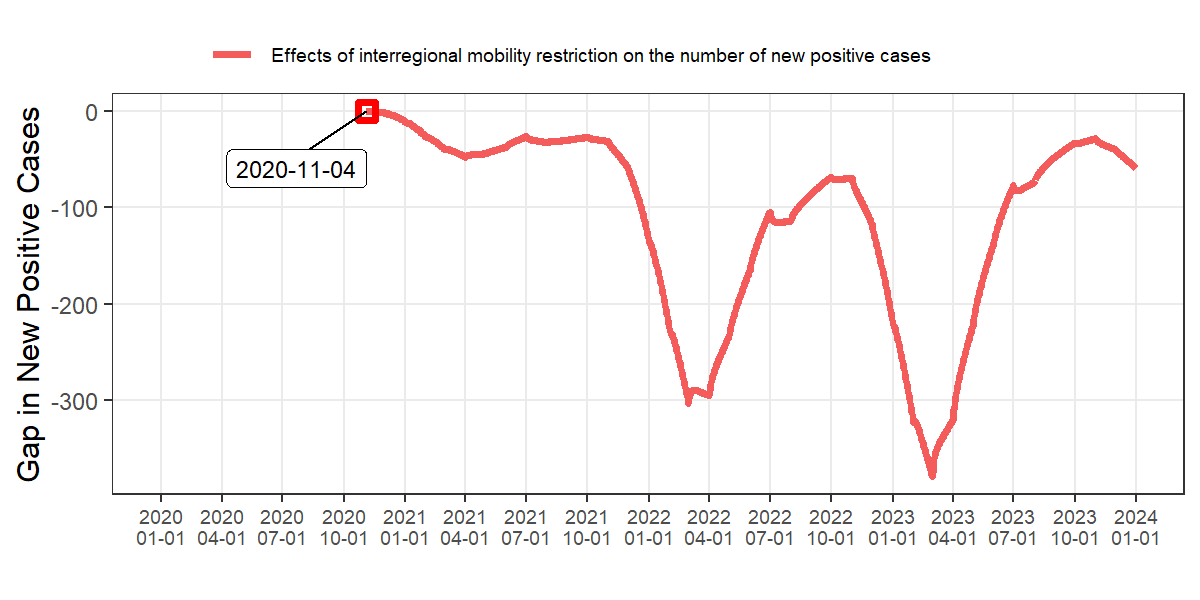 Effects of interregional mobility restriction on the number of new positive cases
Gap in New Positive Cases
0
-100
-200
-300
2020-11-04
2020 2020 2020 2020 2021 2021 2021 2021 2022 2022 2022 2022 2023 2023 2023 2023 2024
01-01 04-01 07-01 10-01 01-01 04-01 07-01 10-01 01-01 04-01 07-01 10-01 01-01 04-01 07-01 10-01 01-01